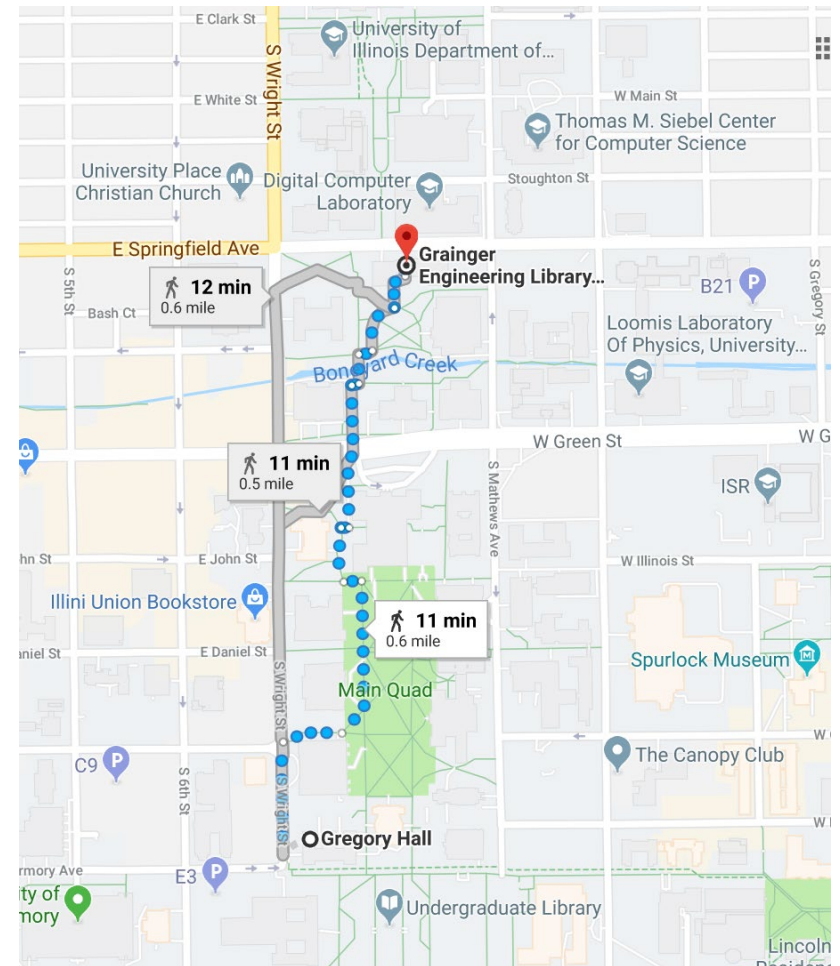 E Clark St
University of
Illinois Department of...
S Wright St
E White St
W Main St
Thomas M. Siebel Center
for Computer Science
University Place
Christian Church
Digital Computer
Laboratory
Stoughton St
E Springfield Ave
Grainger
Engineering Library...
S 5th St
12 min
0.6 mile
Bash Ct
B21
P
S Gregory St
Loomis Laboratory
Of Physics, University...
Boneyard Creek
W Green St
W G
11 min
0.5 mile
S Mathews Ave
ISR
hn St
E John St
W Illinois St
Illini Union Bookstore
11 min
0.6 mile
niel St
E Daniel St
Spurlock Museum
S Wright St
Main Quad
C9
P
The Canopy Club
S 6th St
S Wright St
Gregory Hall
rmory Ave
E3
P
ity of
mory
Undergraduate Library
Lincoln